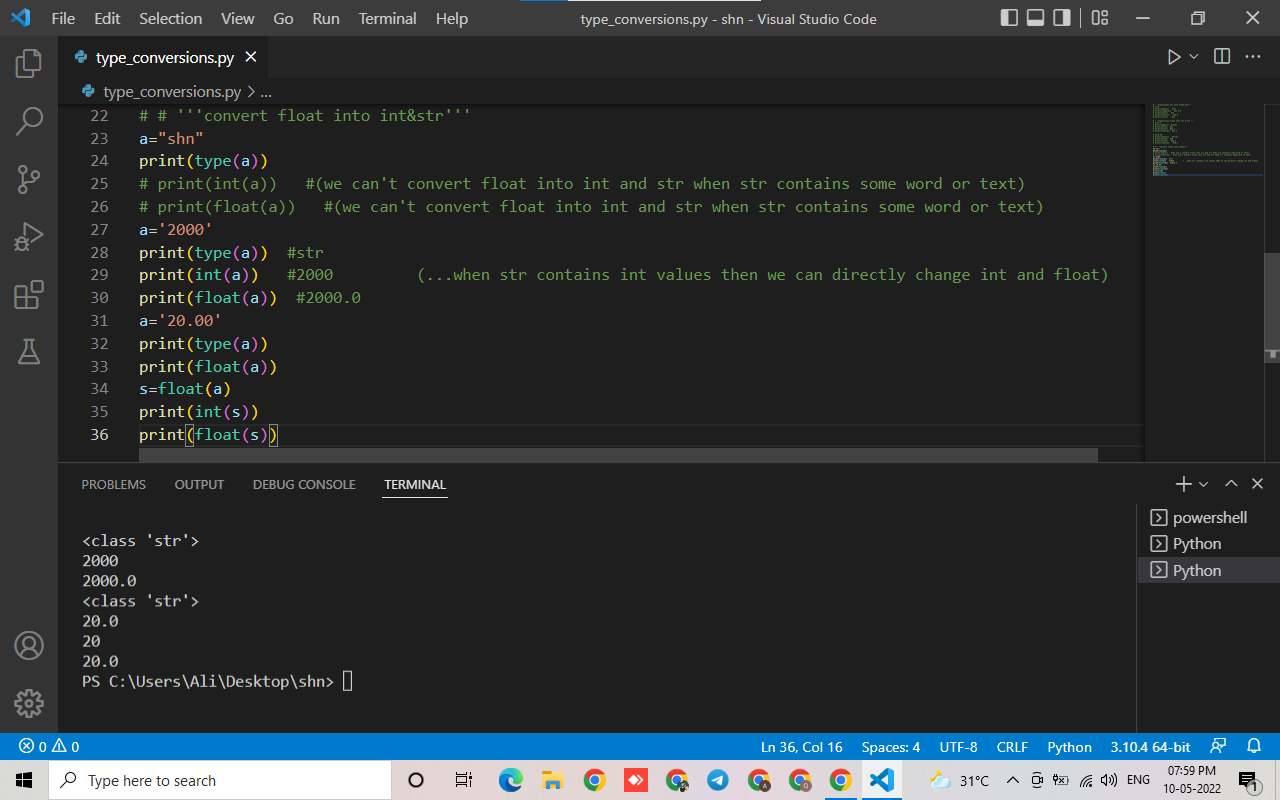 File Edit Selection View Go Run Terminal Help type_conversions.py - shn - Visual Studio Code
type_conversions.py
type_conversions.py > ...
22 # # '''convert float into int&str'''
23 a="shn"
24 print(type(a))
25 # print(int(a)) #(we can't convert float into int and str when str contains some word or text)
26 # print(float(a)) #(we can't convert float into int and str when str contains some word or text)
27 a='2000'
28 print(type(a)) #str
29 print(int(a)) #2000 (...when str contains int values then we can directly change int and float)
30 print(float(a)) #2000.0
31 a='20.00'
32 print(type(a))
33 print(float(a))
34 s=float(a)
35 print(int(s))
36 print(float(s))
PROBLEMS OUTPUT DEBUG CONSOLE TERMINAL
<class 'str'>
2000
2000.0
<class 'str'>
20.0
20
20.0
PS C:\Users\Ali\Desktop\shn>
powershell
Python
Python
0 0 Ln 36, Col 16 Spaces: 4 UTF-8 CRLF Python 3.10.4 64-bit
Type here to search 31°C ENG 07:59 PM
10-05-2022 1